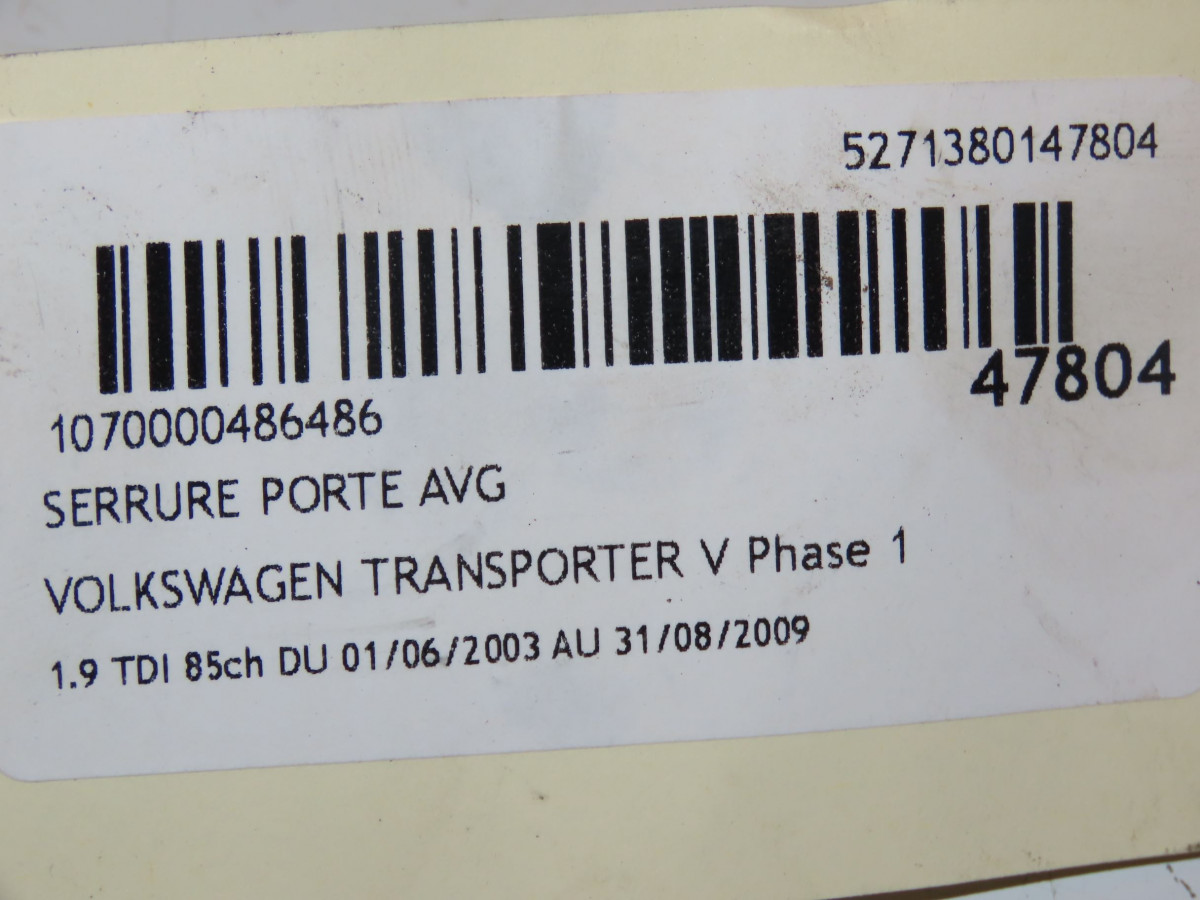 5271380147804
47804
1070000486486
SERRURE PORTE AVG
VOLKSWAGEN TRANSPORTER V Phase 1
1.9 TDI 85ch DU 01/06/2003 AU 31/08/2009